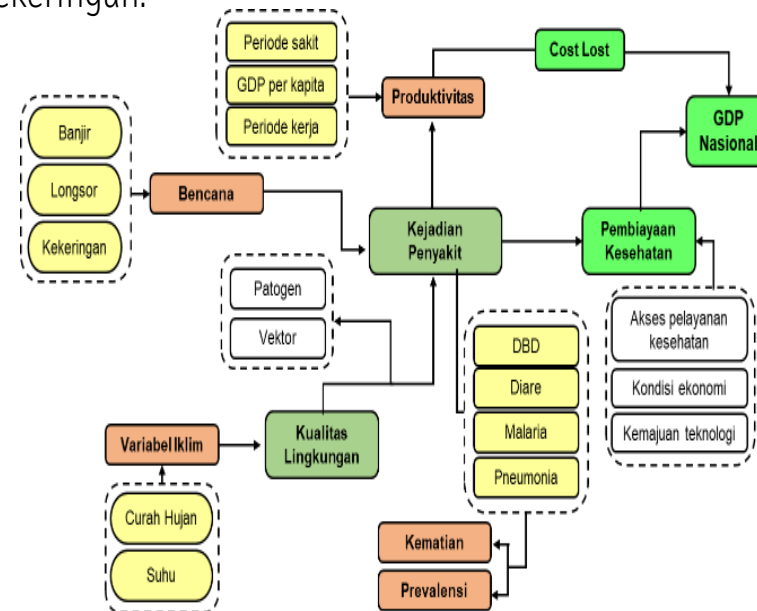 Periode sakit
GDP per kapita
Periode kerja
Produktivitas
Cost Lost
GDP
Nasional
Banjir
Longsor
Kekeringan
Bencana
Kejadian
Penyakit
Pembiayaan
Kesehatan
Patogen
Vektor
Akses pelayanan
kesehatan
Kondisi ekonomi
Kemajuan teknologi
DBD
Diare
Malaria
Pneumonia
Variabel Iklim
Kualitas
Lingkungan
Curah Hujan
Suhu
Kematian
Prevalensi